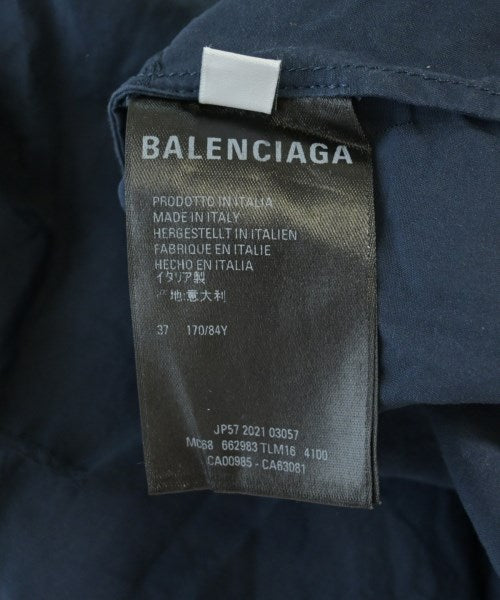 BALENCIAGA
PRODOTTO IN ITALIA
MADE IN ITALY
HERGESTELLT IN ITALIEN
FABRIQUE EN ITALIE
HECHO EN ITALIA
イタリア製
产地:意大利
37 170/84Y
JP57 2021 03057
MC68 662983 TLM16 4100
CA00985 - CA63081